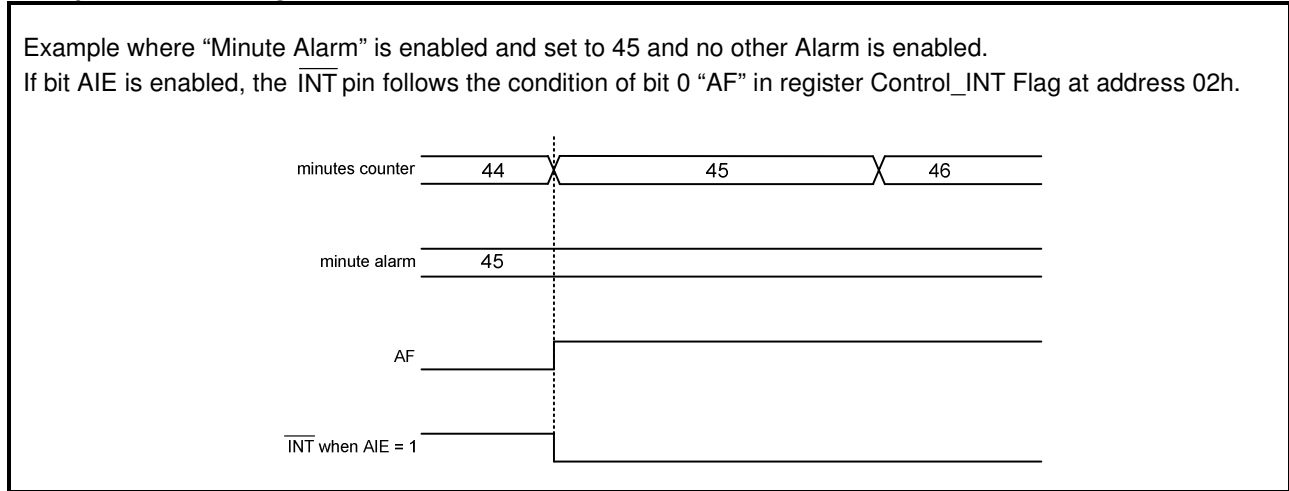 Example where “Minute Alarm” is enabled and set to 45 and no other Alarm is enabled.
If bit AIE is enabled, the INT pin follows the condition of bit 0 “AF” in register Control_INT Flag at address 02h.
minutes counter 44 45 46
minute alarm 45
AF
INT when AIE = 1